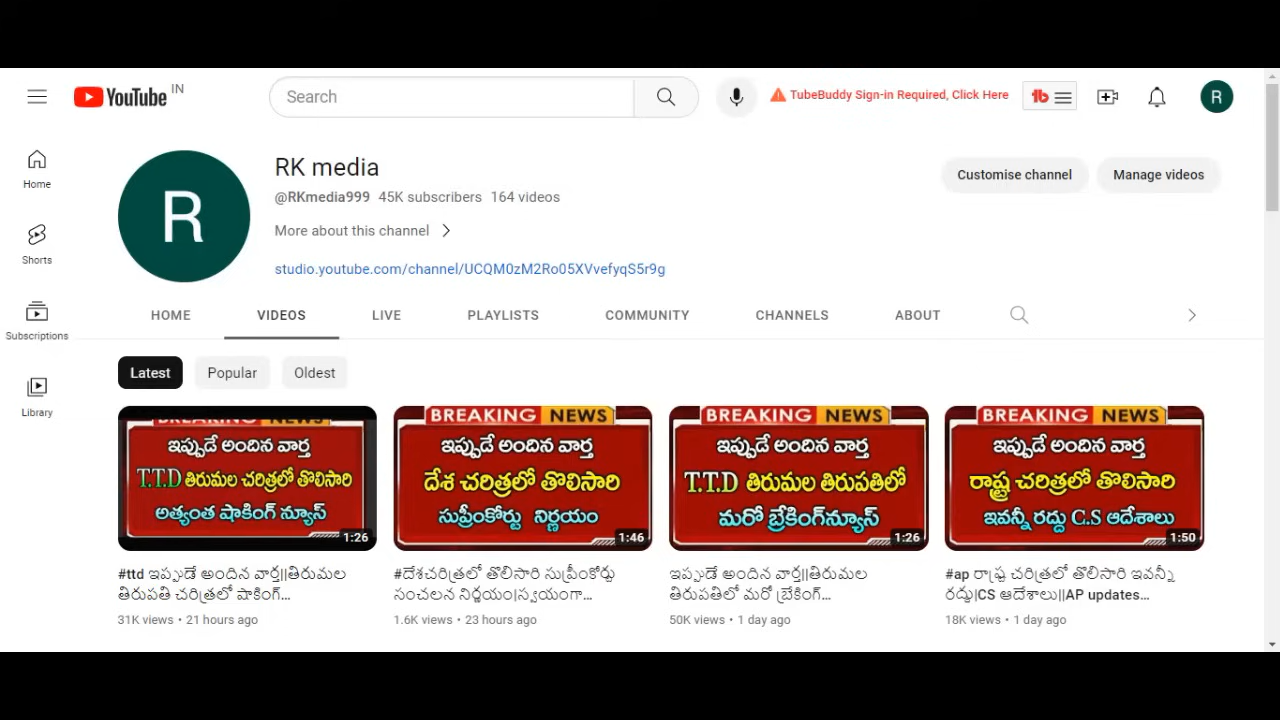 YouTube IN
Search
TubeBuddy Sign-in Required, Click Here
R
Home
Shorts
Subscriptions
Library
R
RK media
@RKmedia999 45K subscribers 164 videos
More about this channel
studio.youtube.com/channel/UCQM0zM2Ro05XVvefyqS5r9g
Customise channel
Manage videos
HOME VIDEOS LIVE PLAYLISTS COMMUNITY CHANNELS ABOUT
Latest Popular Oldest
BREAKING NEWS
ఇప్పుడే అందిన వార్త
T.T.D తిరుమల చరిత్రలో తొలిసారి
అత్యంత షాకింగ్ న్యూస్
1:26
#ttd ఇప్పుడే అందిన వార్త||తిరుమల
తిరుపతి చరిత్రలో షాకింగ్...
31K views • 21 hours ago
BREAKING NEWS
ఇప్పుడే అందిన వార్త
దేశ చరిత్రలో తొలిసారి
సుప్రీంకోర్టు నిర్ణయం
1:46
#దేశచరిత్రలో తొలిసారి సుప్రీంకోర్టు
సంచలన నిర్ణయం|స్వయంగా...
1.6K views • 23 hours ago
BREAKING NEWS
ఇప్పుడే అందిన వార్త
T.T.D తిరుమల తిరుపతిలో
మరో బ్రేకింగ్‌న్యూస్
1:26
ఇప్పుడే అందిన వార్త||తిరుమల
తిరుపతిలో మరో బ్రేకింగ్...
50K views • 1 day ago
BREAKING NEWS
ఇప్పుడే అందిన వార్త
రాష్ట్ర చరిత్రలో తొలిసారి
ఇవన్నీ రద్దు C.S ఆదేశాలు
1:50
#ap రాష్ట్ర చరిత్రలో తొలిసారి ఇవన్నీ
రద్దు|CS ఆదేశాలు||AP updates...
18K views • 1 day ago